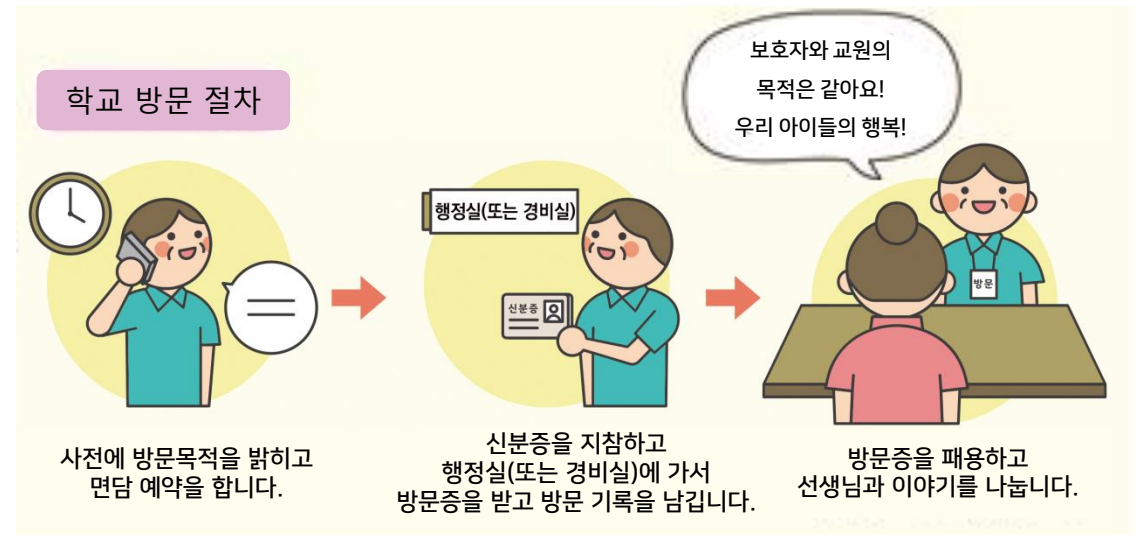 학교 방문 절차
보호자와 교원의
목적은 같아요!
우리 아이들의 행복!
행정실(또는 경비실)
신분증
방문
사전에 방문목적을 밝히고
면담 예약을 합니다.
신분증을 지참하고
행정실(또는 경비실)에 가서
방문증을 받고 방문 기록을 남깁니다.
방문증을 패용하고
선생님과 이야기를 나눕니다.